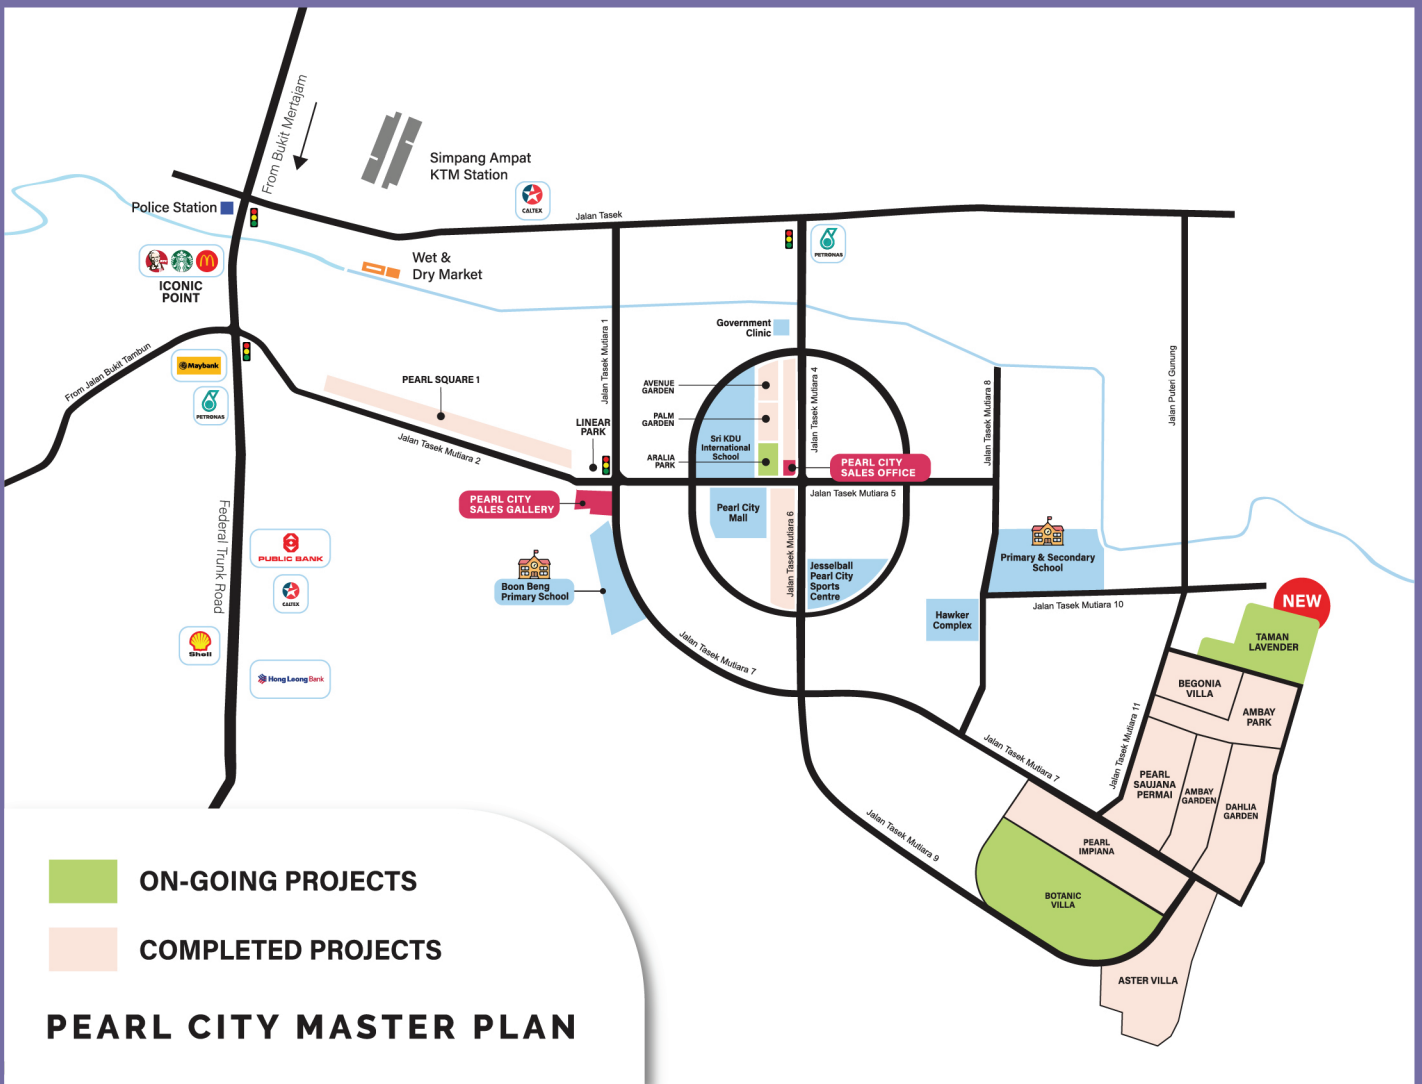 From Bukit Mertajam
Simpang Ampat
KTM Station
CALTEX
Jalan Tasek
Police Station
PETRONAS
KFC
ICONIC
POINT
Wet &
Dry Market
Government
Clinic
Jalan Tasek Mutiara 1
From Jalan Bukit Tambun
Maybank
PETRONAS
PEARL SQUARE 1
AVENUE
GARDEN
PALM
GARDEN
ARALIA
PARK
Sri KDU
International
School
Jalan Tasek Mutiara 4
Jalan Tasek Mutiara 8
Jalan Puteri Gunung
LINEAR
PARK
Jalan Tasek Mutiara 2
PEARL CITY
SALES OFFICE
PEARL CITY
SALES GALLERY
Jalan Tasek Mutiara 5
Pearl City
Mall
Jalan Tasek Mutiara 6
Federal Trunk Road
PUBLIC BANK
CALTEX
Shell
HongLeong Bank
Boon Beng
Primary School
Jesselball
Pearl City
Sports
Centre
Primary & Secondary
School
Hawker
Complex
Jalan Tasek Mutiara 10
NEW
TAMAN
LAVENDER
Jalan Tasek Mutiara 7
BEGONIA
VILLA
AMBAY
PARK
Jalan Tasek Mutiara 11
Jalan Tasek Mutiara 7
PEARL
SAUJANA
PERMAI
AMBAY
GARDEN
DAHLIA
GARDEN
Jalan Tasek Mutiara 9
PEARL
IMPIANA
BOTANIC
VILLA
ASTER VILLA
ON-GOING PROJECTS
COMPLETED PROJECTS
PEARL CITY MASTER PLAN